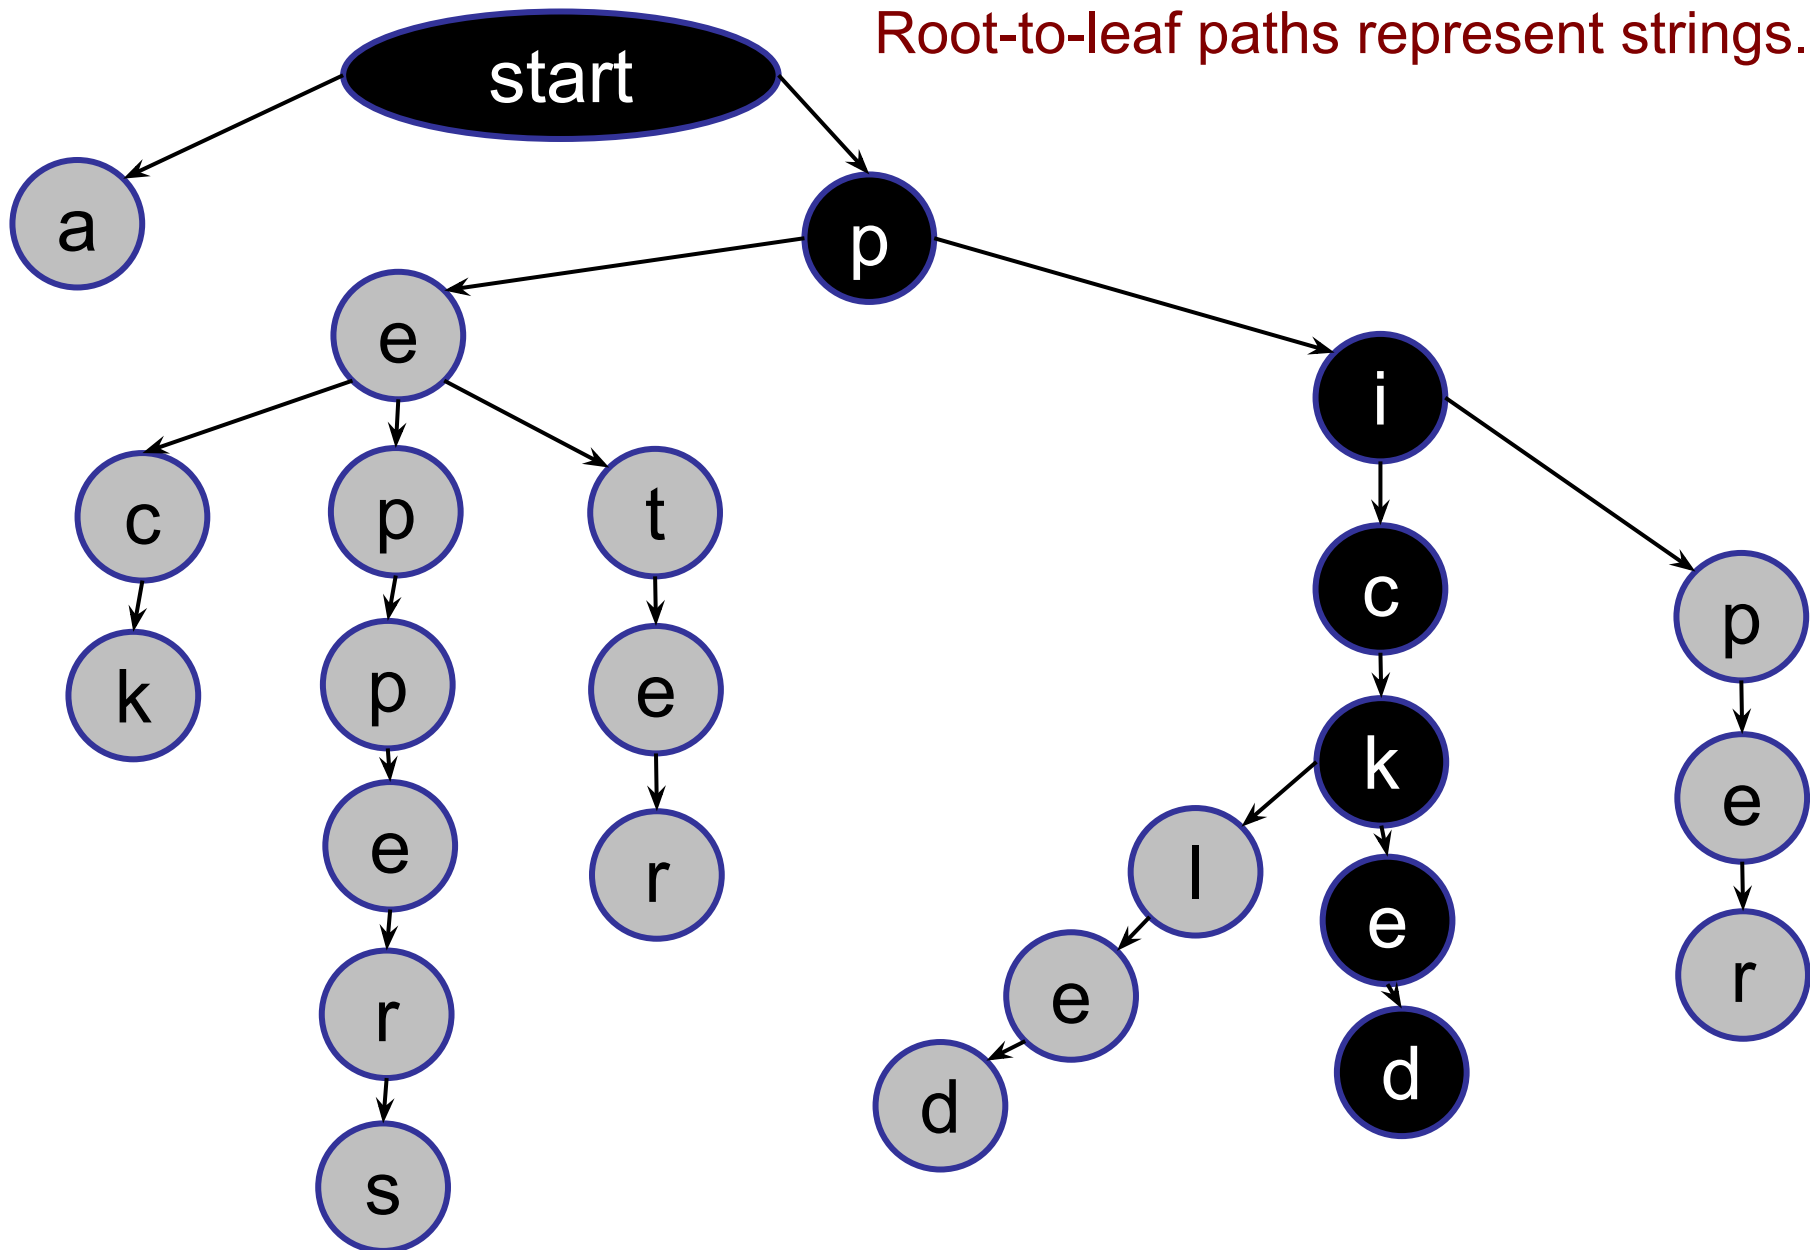 Root-to-leaf paths represent strings.
start
a
p
e
i
c
p
t
c
p
k
p
e
k
e
l
e
r
e
r
e
r
d
d
s